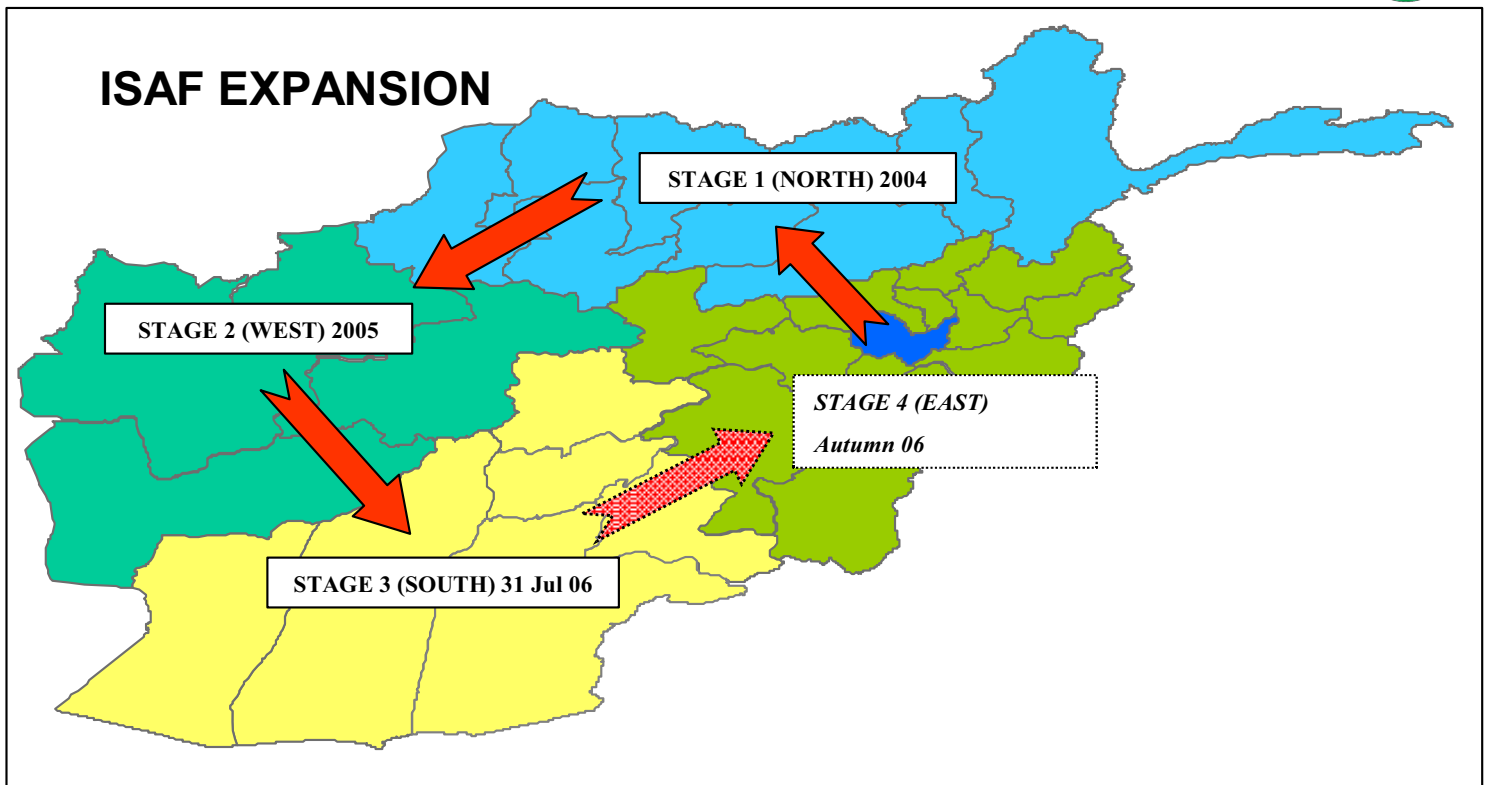 ISAF EXPANSION
STAGE 1 (NORTH) 2004
STAGE 2 (WEST) 2005
STAGE 4 (EAST)
Autumn 06
STAGE 3 (SOUTH) 31 Jul 06